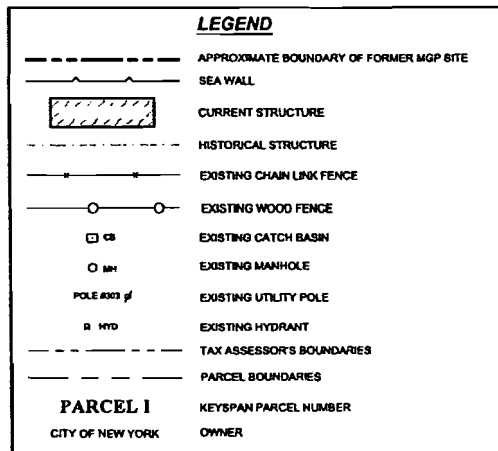 LEGEND
APPROXIMATE BOUNDARY OF FORMER MGP SITE
SEA WALL
CURRENT STRUCTURE
HISTORICAL STRUCTURE
EXISTING CHAIN LINK FENCE
EXISTING WOOD FENCE
CB EXISTING CATCH BASIN
MH EXISTING MANHOLE
POLE #303 EXISTING UTILITY POLE
HYD EXISTING HYDRANT
TAX ASSESSOR'S BOUNDARIES
PARCEL BOUNDARIES
PARCEL I KEYSPAN PARCEL NUMBER
CITY OF NEW YORK OWNER